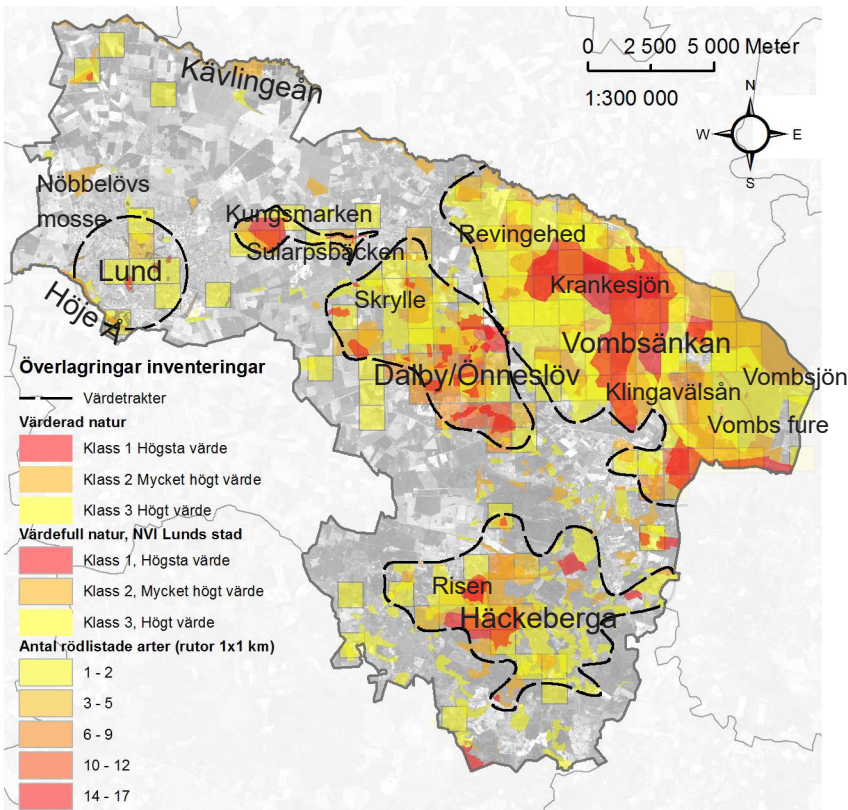 0 2 500 5 000 Meter
1:300 000
N
W E
S
Kävlingeån
Nöbbelövs
mosse
Kungsmarken
Sularpsbäcken
Revingehed
Lund
Höje Å
Skrylle
Krankesjön
Vombsänkan
Dalby/Önneslöv
Klingavälsån
Vombsjön
Vombs fure
Risen
Häckeberga
Överlagringar inventeringar
Värdetrakter
Värderad natur
Klass 1 Högsta värde
Klass 2 Mycket högt värde
Klass 3 Högt värde
Värdefull natur, NVI Lunds stad
Klass 1, Högsta värde
Klass 2, Mycket högt värde
Klass 3, Högt värde
Antal rödlistade arter (rutor 1x1 km)
1 - 2
3 - 5
6 - 9
10 - 12
14 - 17